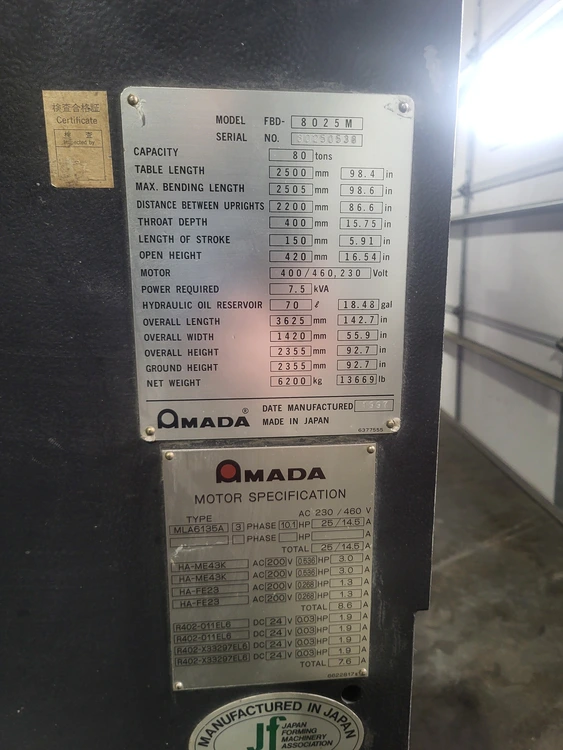 検査合格証
Certificate
検 査
Inspected by
MODEL FBD- 8025M
SERIAL NO.
CAPACITY 80 tons
TABLE LENGTH 2500 mm 98.4 in
MAX. BENDING LENGTH 2505 mm 98.6 in
DISTANCE BETWEEN UPRIGHTS 2200 mm 86.6 in
THROAT DEPTH 400 mm 15.75 in
LENGTH OF STROKE 150 mm 5.91 in
OPEN HEIGHT 420 mm 16.54 in
MOTOR 400/460,230 Volt
POWER REQUIRED 7.5 kVA
HYDRAULIC OIL RESERVOIR 70 ℓ 18.48 gal
OVERALL LENGTH 3625 mm 142.7 in
OVERALL WIDTH 1420 mm 55.9 in
OVERALL HEIGHT 2355 mm 92.7 in
GROUND HEIGHT 2355 mm 92.7 in
NET WEIGHT 6200 kg 13669 lb
AMADA® DATE MANUFACTURED
MADE IN JAPAN
6377555
AMADA
MOTOR SPECIFICATION
TYPE AC 230/460 V
MLA6135A 3 PHASE 10.1 HP 25/14.5 A
PHASE HP A
TOTAL 25/14.5 A
HA-ME43K AC 200 V 0.536 HP 3.0 A
HA-ME43K AC 200 V 0.536 HP 3.0 A
HA-FE23 AC 200 V 0.268 HP 1.3 A
HA-FE23 AC 200 V 0.268 HP 1.3 A
TOTAL 8.6 A
R402-011EL6 DC 24 V 0.03 HP 1.9 A
R402-011EL6 DC 24 V 0.03 HP 1.9 A
R402-X33297EL6 DC 24 V 0.03 HP 1.9 A
R402-X33297EL6 DC 24 V 0.03 HP 1.9 A
TOTAL 7.6 A
MANUFACTURED IN JAPAN
Jf JAPAN
FORMING
MACHINERY
ASSOCIATION